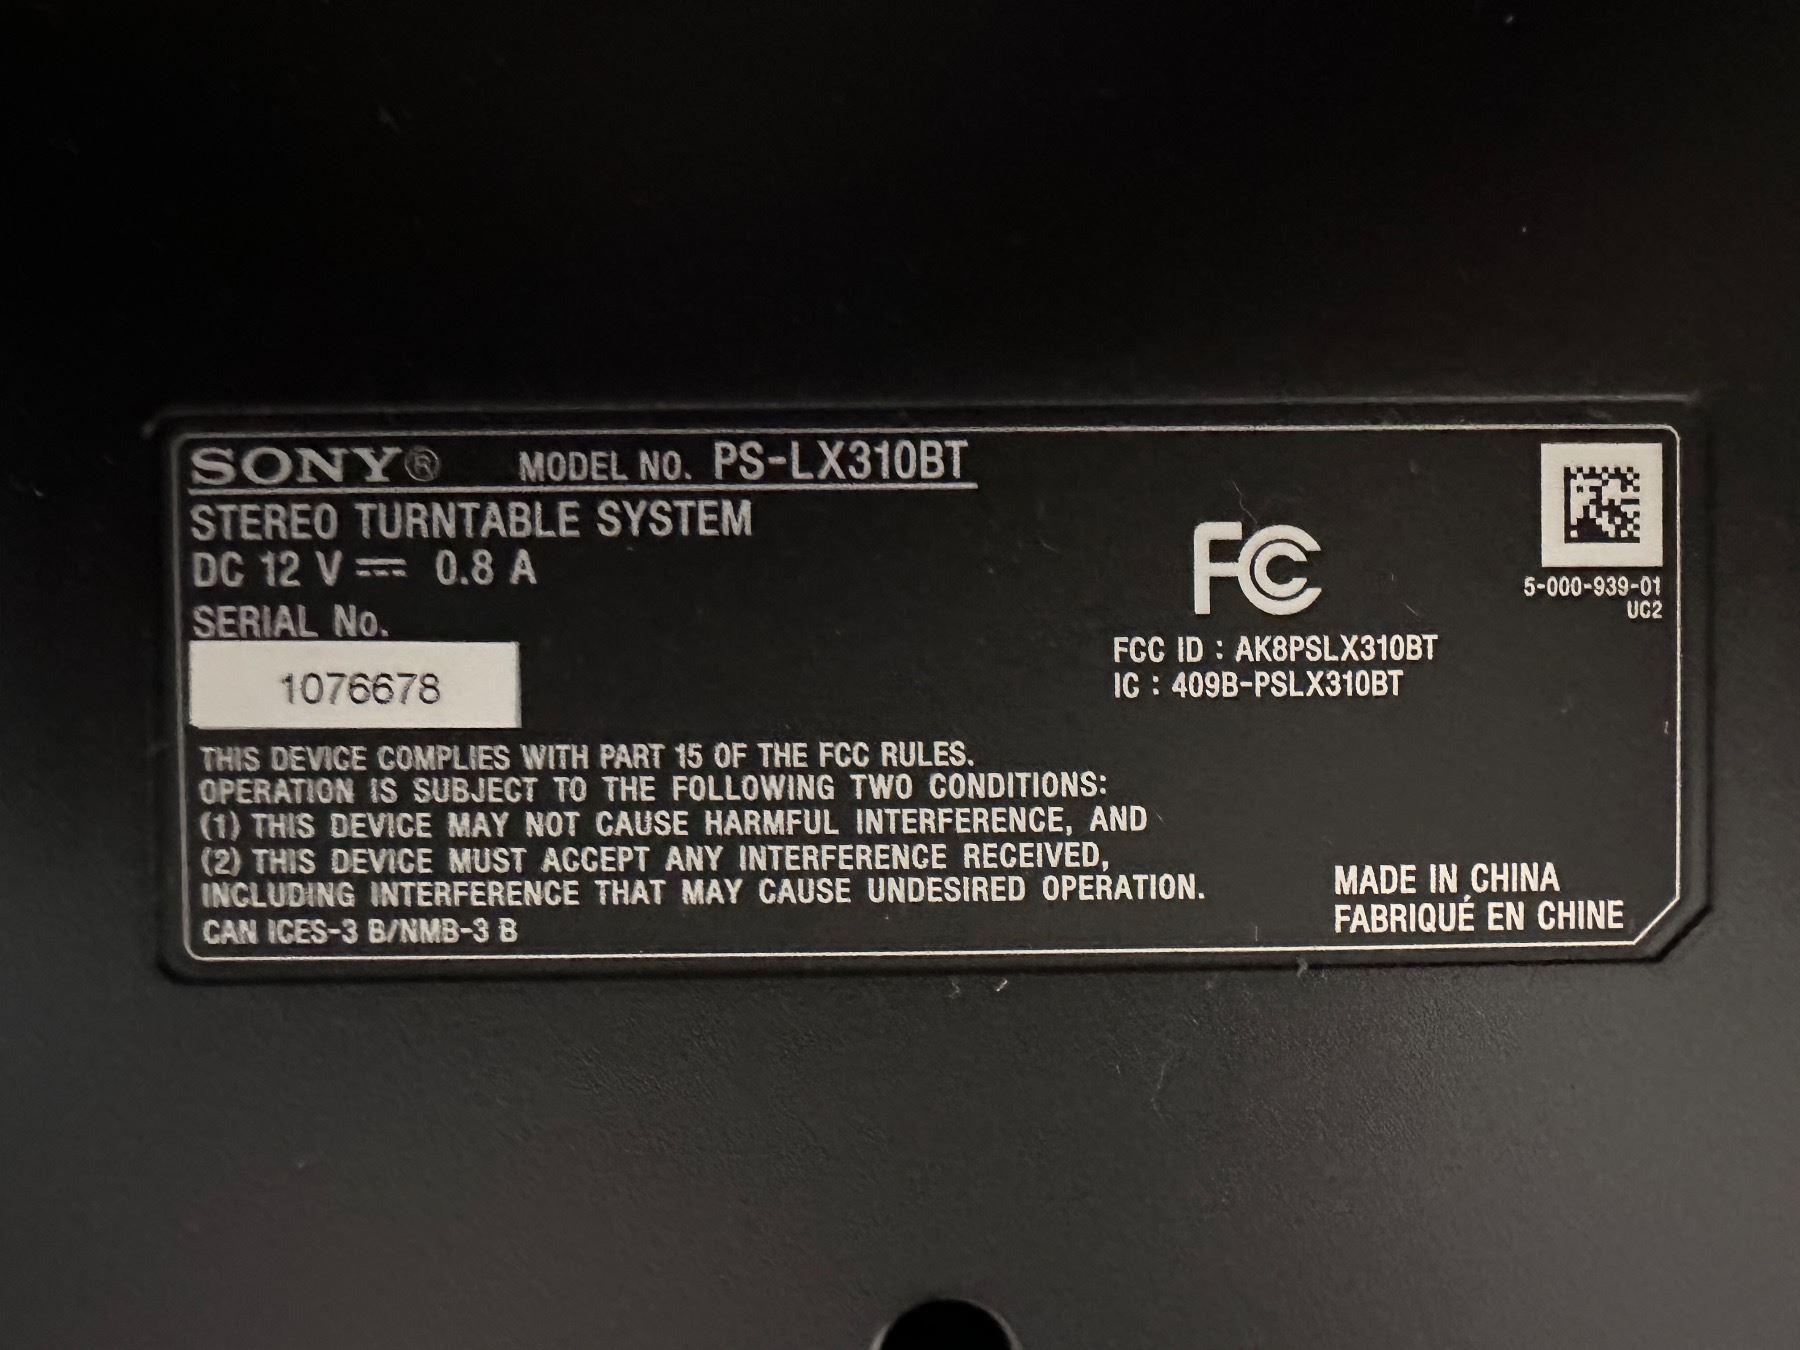 SONY® MODEL NO. PS-LX310BT
STEREO TURNTABLE SYSTEM
DC 12 V ⎓ 0.8 A
SERIAL No.
1076678
FC
5-000-939-01
UC2
FCC ID : AK8PSLX310BT
IC : 409B-PSLX310BT
THIS DEVICE COMPLIES WITH PART 15 OF THE FCC RULES.
OPERATION IS SUBJECT TO THE FOLLOWING TWO CONDITIONS:
(1) THIS DEVICE MAY NOT CAUSE HARMFUL INTERFERENCE, AND
(2) THIS DEVICE MUST ACCEPT ANY INTERFERENCE RECEIVED,
INCLUDING INTERFERENCE THAT MAY CAUSE UNDESIRED OPERATION.
CAN ICES-3 B/NMB-3 B
MADE IN CHINA
FABRIQUÉ EN CHINE